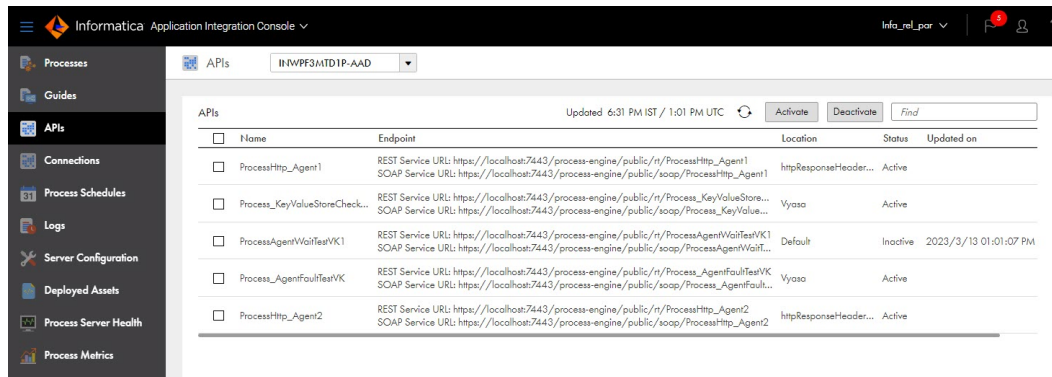 Informatica Application Integration Console
Infa_rel_par
5
Processes
Guides
APIs
Connections
31 Process Schedules
Logs
Server Configuration
Deployed Assets
Process Server Health
Process Metrics
APIs INWPF3MTD1P-AAD
APIs Updated 6:31 PM IST / 1:01 PM UTC Activate Deactivate Find
Name Endpoint Location Status Updated on
ProcessHttp_Agent1 REST Service URL: https://localhost:7443/process-engine/public/rt/ProcessHttp_Agent1 httpResponseHeader... Active
SOAP Service URL: https://localhost:7443/process-engine/public/soap/ProcessHttp_Agent1
Process_KeyValueStoreCheck... REST Service URL: https://localhost:7443/process-engine/public/rt/Process_KeyValueStore... Vyasa Active
SOAP Service URL: https://localhost:7443/process-engine/public/soap/Process_KeyValue...
ProcessAgentWaitTestVK1 REST Service URL: https://localhost:7443/process-engine/public/rt/ProcessAgentWaitTestVK1 Default Inactive 2023/3/13 01:01:07 PM
SOAP Service URL: https://localhost:7443/process-engine/public/soap/ProcessAgentWaitT...
Process_AgentFaultTestVK REST Service URL: https://localhost:7443/process-engine/public/rt/Process_AgentFaultTestVK Vyasa Active
SOAP Service URL: https://localhost:7443/process-engine/public/soap/Process_AgentFault...
ProcessHttp_Agent2 REST Service URL: https://localhost:7443/process-engine/public/rt/ProcessHttp_Agent2 httpResponseHeader... Active
SOAP Service URL: https://localhost:7443/process-engine/public/soap/ProcessHttp_Agent2